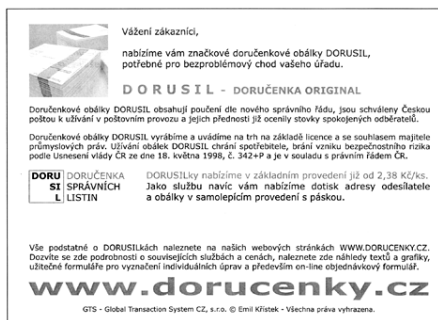 Vážení zákazníci,
nabízíme vám značkové doručenkové obálky DORUSIL,
potřebné pro bezproblémový chod vašeho úřadu.
DORUSIL - DORUČENKA ORIGINAL
Doručenkové obálky DORUSIL obsahují poučení dle nového správního řádu, jsou schváleny Českou
poštou k užívání v poštovním provozu a jejich přednosti již ocenily stovky spokojených odběratelů.
Doručenkové obálky DORUSIL vyrábíme a uvádíme na trh na základě licence a se souhlasem majitele
průmyslových práv. Užívání obálek DORUSIL chrání spotřebitele, brání vzniku bezpečnostního rizika
podle Usnesení vlády ČR ze dne 18. května 1998, č. 342+P a je v souladu s právním řádem ČR.
DORU DORUČENKA
SI SPRÁVNÍCH
L LISTIN
DORUSILky nabízíme v základním provedení již od 2,38 Kč/ks.
Jako službu navíc vám nabízíme dotisk adresy odesílatele
a obálky v samolepícím provedení s páskou.
Vše podstatné o DORUSILkách naleznete na našich webových stránkách WWW.DORUCENKY.CZ.
Dozvíte se zde podrobnosti o souvisejících službách a cenách, naleznete zde náhledy textů a grafiky,
užitečné formuláře pro vyznačení individuálních úprav a především on-line objednávkový formulář.
www.dorucenky.cz
GTS - Global Transaction System CZ, s.r.o. © Emil Křístek - Všechna práva vyhrazena.